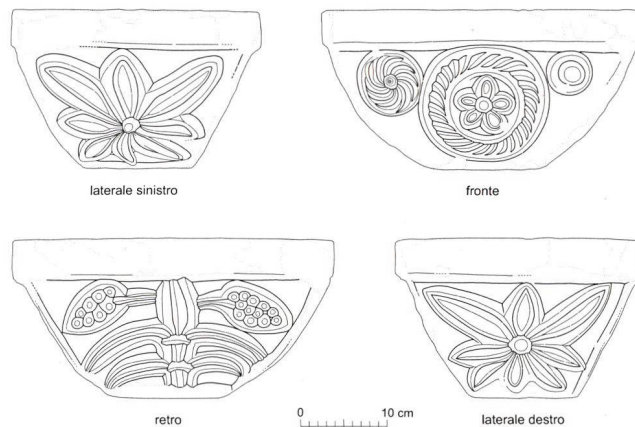 laterale sinistro
fronte
retro
0 10 cm
laterale destro